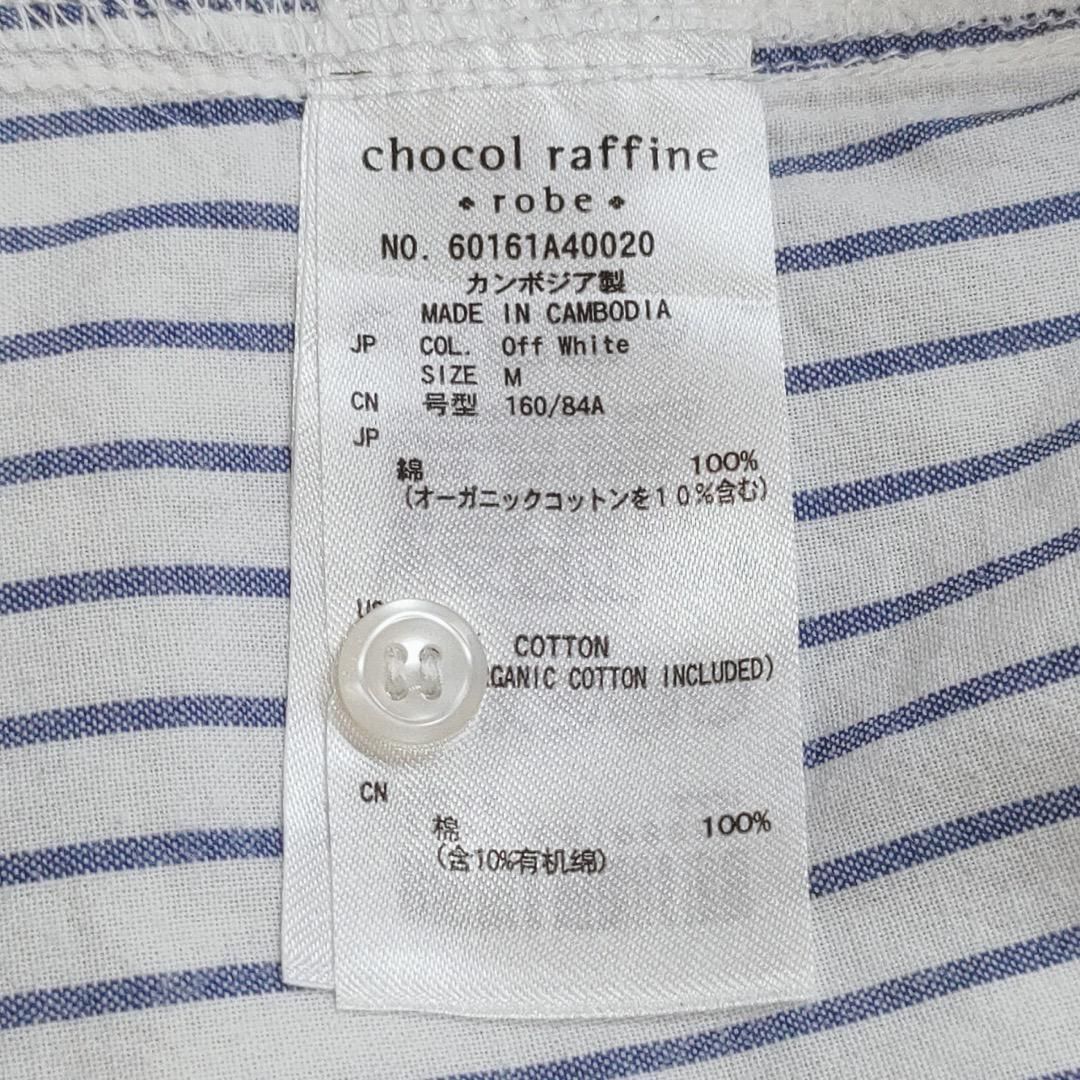 chocol raffine
robe
NO. 60161A40020
カンボジア製
MADE IN CAMBODIA
JP COL. Off White
SIZE M
CN 号型 160/84A
JP
綿 100%
(オーガニックコットンを10%含む)
COTTON
COTTON INCLUDED)
CN
棉 100%
(含10%有机绵)